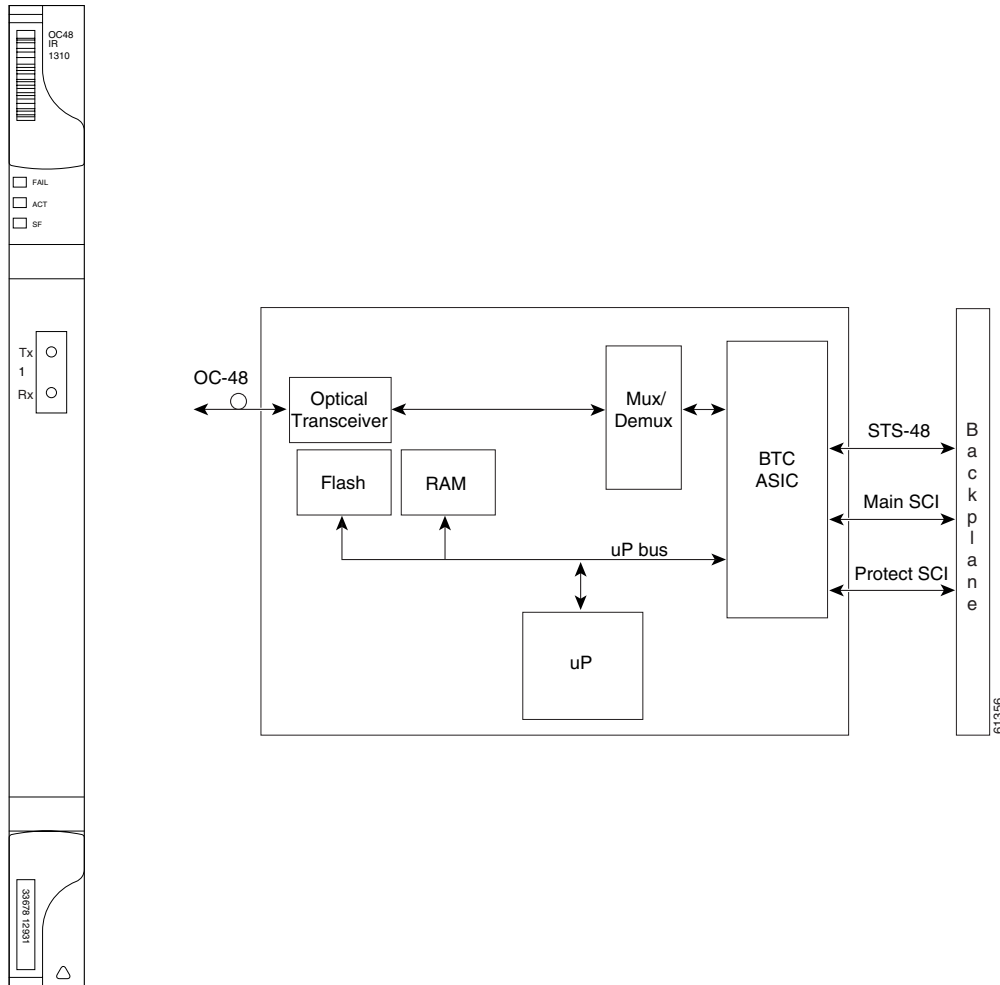 OC48
IR
1310
FAIL
ACT
SF
Tx
1
Rx
33678 12931
OC-48
Optical
Transceiver
Mux/
Demux
Flash
RAM
BTC
ASIC
uP bus
uP
STS-48
Main SCI
Protect SCI
Backplane
61356